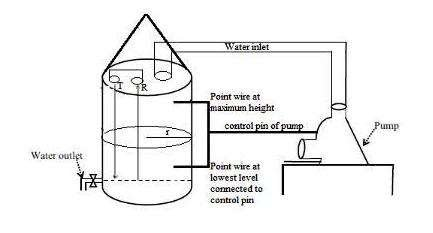 Water inlet
T
R
Point wire at
maximum height
control pin of pump
Pump
r
Water outlet
Point wire at
lowest level
connected to
control pin